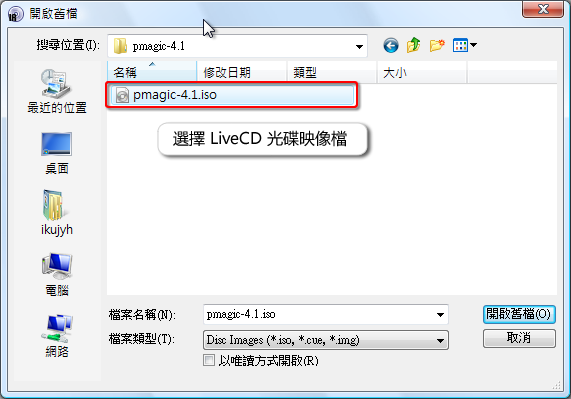 開啟舊檔
搜尋位置(I): pmagic-4.1
名稱 修改日期 類型 大小
pmagic-4.1.iso
選擇 LiveCD 光碟映像檔
最近的位置
桌面
ikujyh
電腦
網路
檔案名稱(N): pmagic-4.1.iso 開啟舊檔(O)
檔案類型(T): Disc Images (*.iso, *.cue, *.img) 取消
以唯讀方式開啟(R)